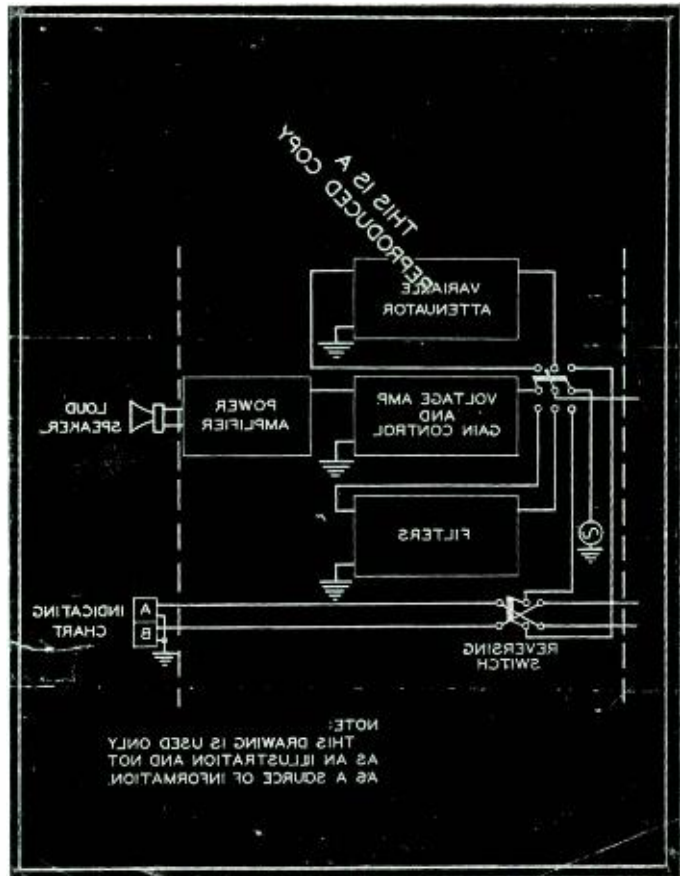 THIS IS A
REPRODUCED COPY
VARIABLE
ATTENUATOR
LOUD
SPEAKER
POWER
AMPLIFIER
VOLTAGE AMP
AND
GAIN CONTROL
FILTERS
INDICATING
CHART
A
B
REVERSING
SWITCH
NOTE:
THIS DRAWING IS USED ONLY
AS AN ILLUSTRATION AND NOT
AS A SOURCE OF INFORMATION.